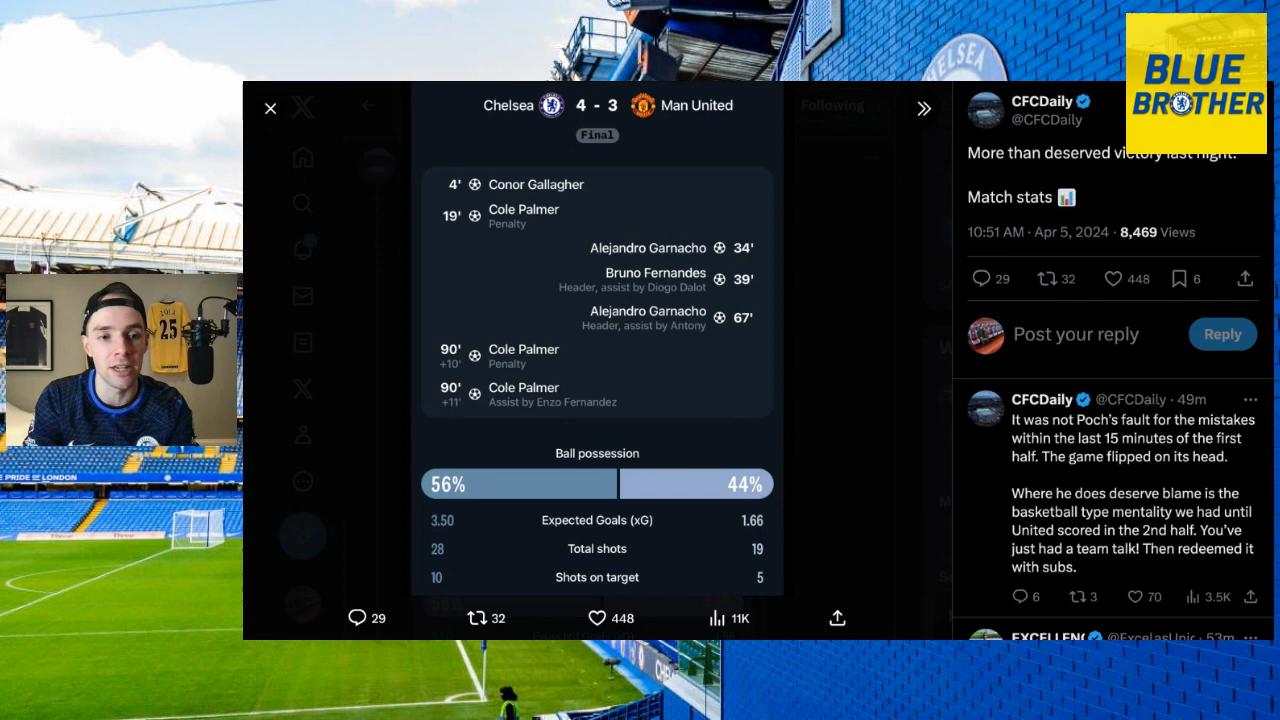 BLUE
BROTHER
CHELSEA
Chelsea 4 - 3 Man United
Final
Following
4' Conor Gallagher
19' Cole Palmer
Penalty
Alejandro Garnacho 34'
Bruno Fernandes 39'
Header, assist by Diogo Dalot
Alejandro Garnacho 67'
Header, assist by Antony
90' Cole Palmer
+10' Penalty
90' Cole Palmer
+11' Assist by Enzo Fernandez
Ball possession
56% 44%
3.50 Expected Goals (xG) 1.66
28 Total shots 19
10 Shots on target 5
29 32 448 11K
CFCDaily
@CFCDaily
More than deserved victory last night.
Match stats
10:51 AM · Apr 5, 2024 · 8,469 Views
29 32 448 6
Post your reply Reply
CFCDaily @CFCDaily · 49m
It was not Poch's fault for the mistakes
within the last 15 minutes of the first
half. The game flipped on its head.
Where he does deserve blame is the
basketball type mentality we had until
United scored in the 2nd half. You've
just had a team talk! Then redeemed it
with subs.
6 3 70 3.5K
ZOLA
25
PRIDE OF LONDON